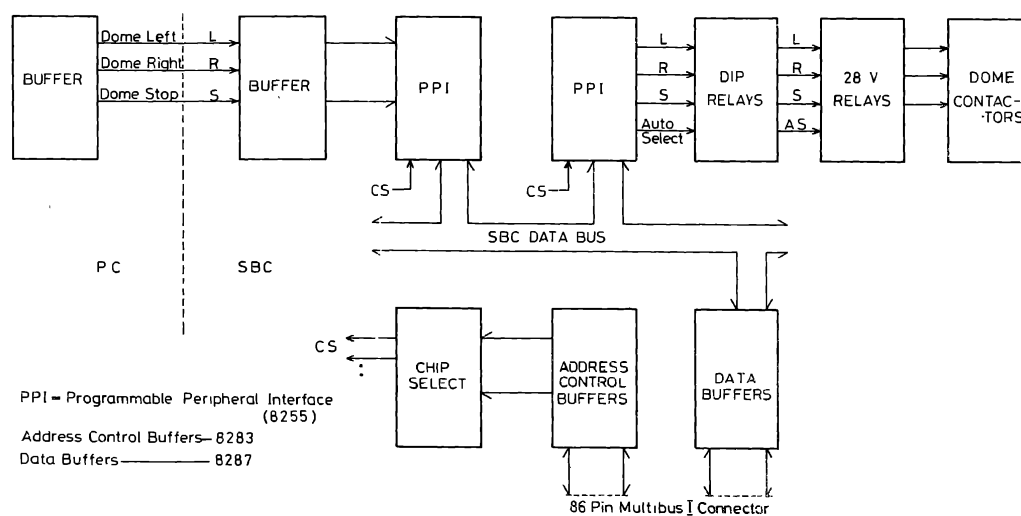 Dome Left L
Dome Right R
Dome Stop S
BUFFER
BUFFER
PPI
CS
PPI
CS
L
R
S
Auto Select
DIP
RELAYS
L
R
S
AS
28 V
RELAYS
DOME
CONTAC-
-TORS
SBC DATA BUS
PC
SBC
CS
CHIP
SELECT
ADDRESS
CONTROL
BUFFERS
DATA
BUFFERS
PPI = Programmable Peripheral Interface
(8255)
Address Control Buffers — 8283
Data Buffers ——— 8287
86 Pin Multibus I Connector